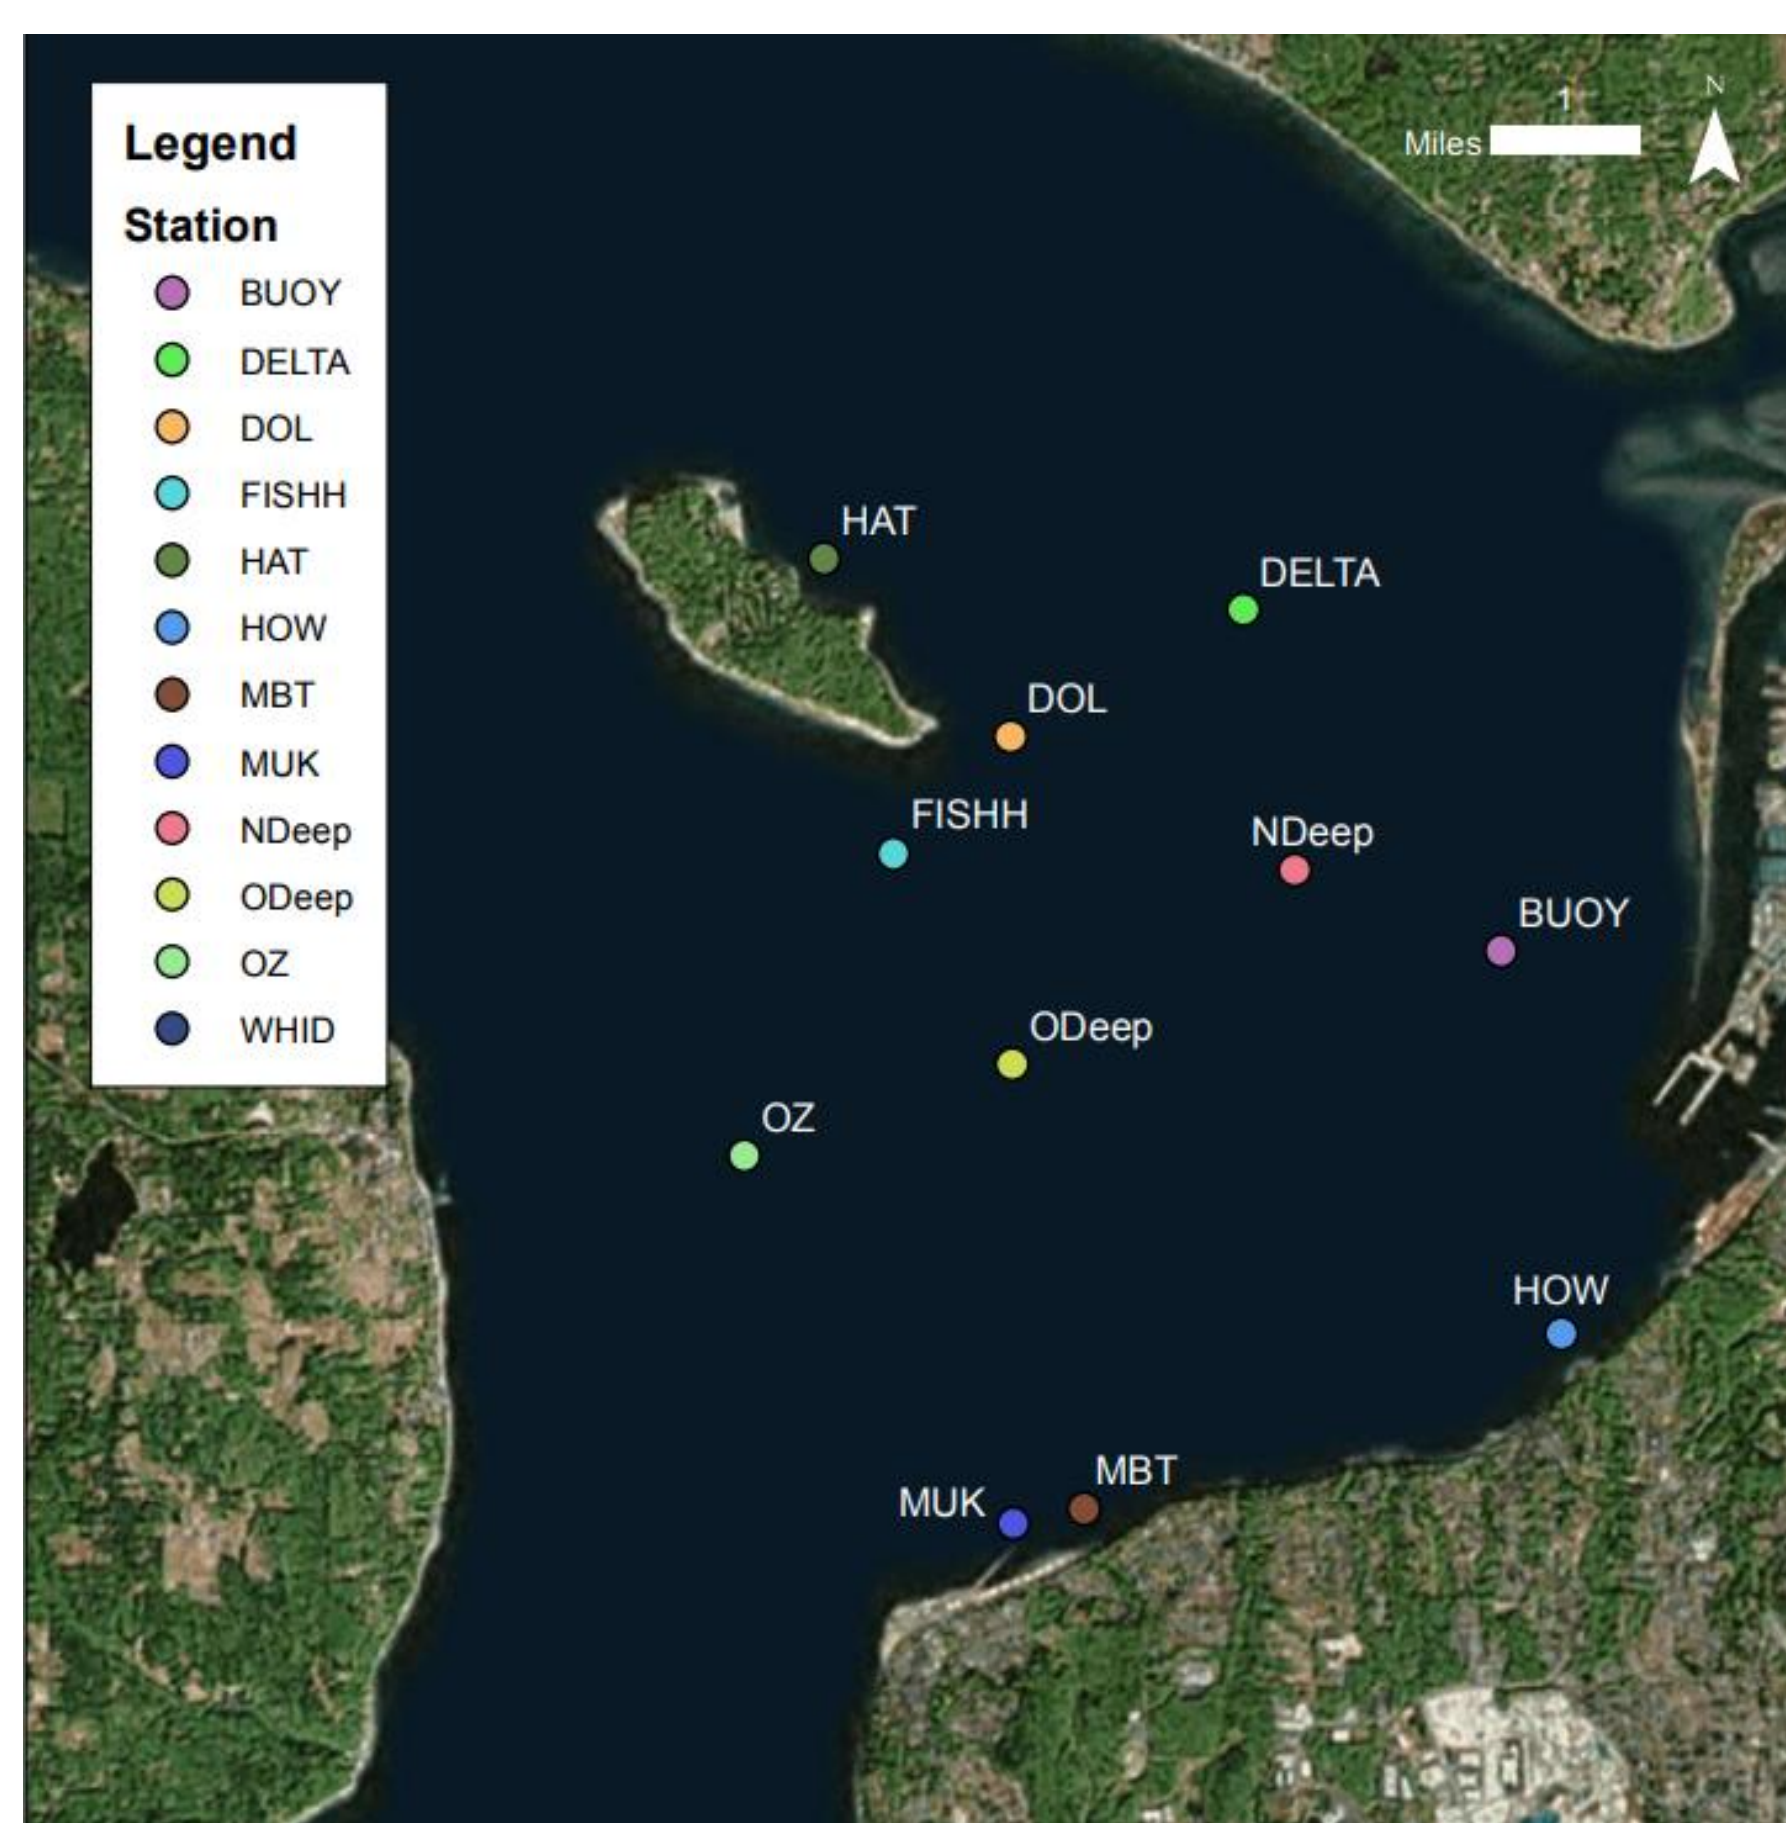 Legend
Station
BUOY
DELTA
DOL
FISHH
HAT
HOW
MBT
MUK
NDeep
ODeep
OZ
WHID
N
1
Miles
HAT
DELTA
DOL
FISHH
NDeep
BUOY
ODeep
OZ
HOW
MBT
MUK